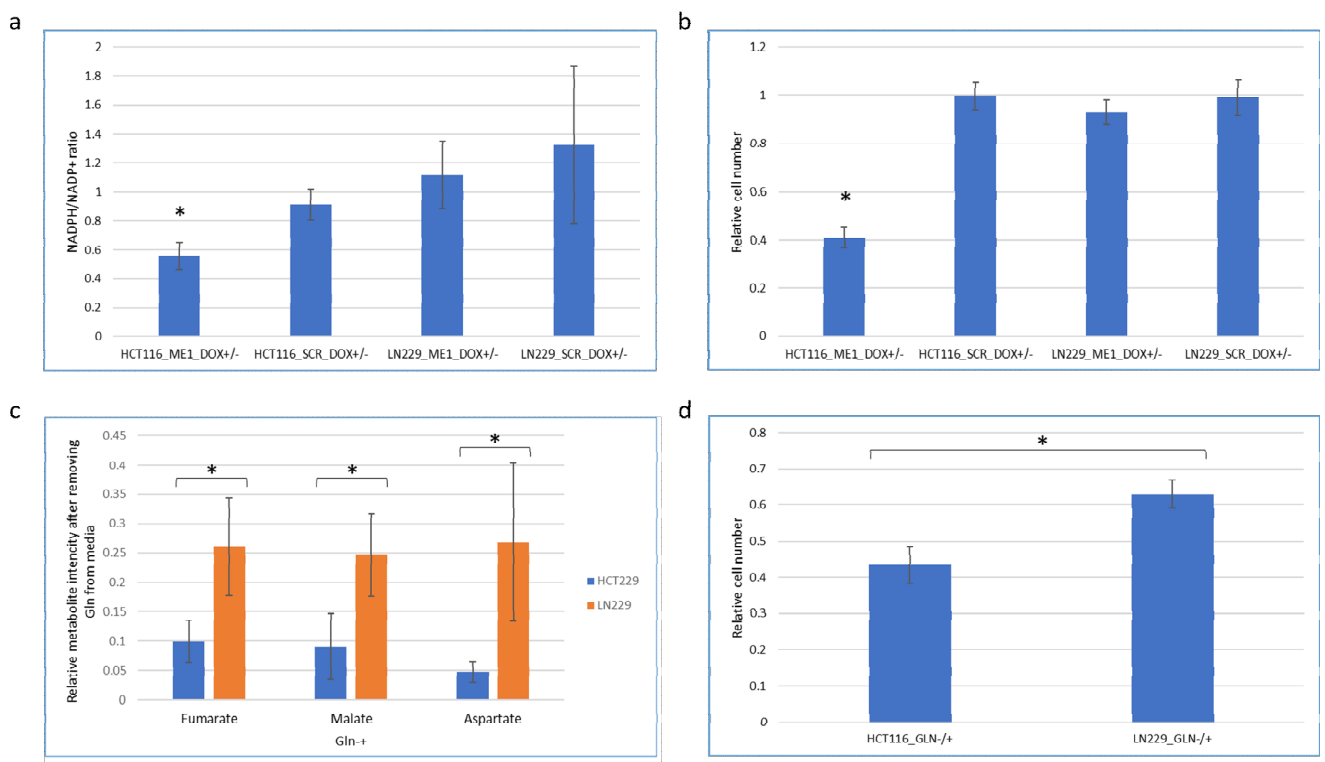 a
2
1.8
1.6
1.4
1.2
1
0.8
0.6
0.4
0.2
0
NADPH/NADP+ ratio
*
HCT116_ME1_DOX+/- HCT116_SCR_DOX+/- LN229_ME1_DOX+/- LN229_SCR_DOX+/-
b
1.2
1
0.8
0.6
0.4
0.2
0
Felative cell number
*
HCT116_ME1_DOX+/- HCT116_SCR_DOX+/- LN229_ME1_DOX+/- LN229_SCR_DOX+/-
c
0.45
0.4
0.35
0.3
0.25
0.2
0.15
0.1
0.05
0
Relative metabolite intencity after removing
Gln from media
* * *
Fumarate Malate Aspartate
Gln-+
HCT229
LN229
d
0.8
0.7
0.6
0.5
0.4
0.3
0.2
0.1
0
Relative cell number
*
HCT116_GLN-/+ LN229_GLN-/+